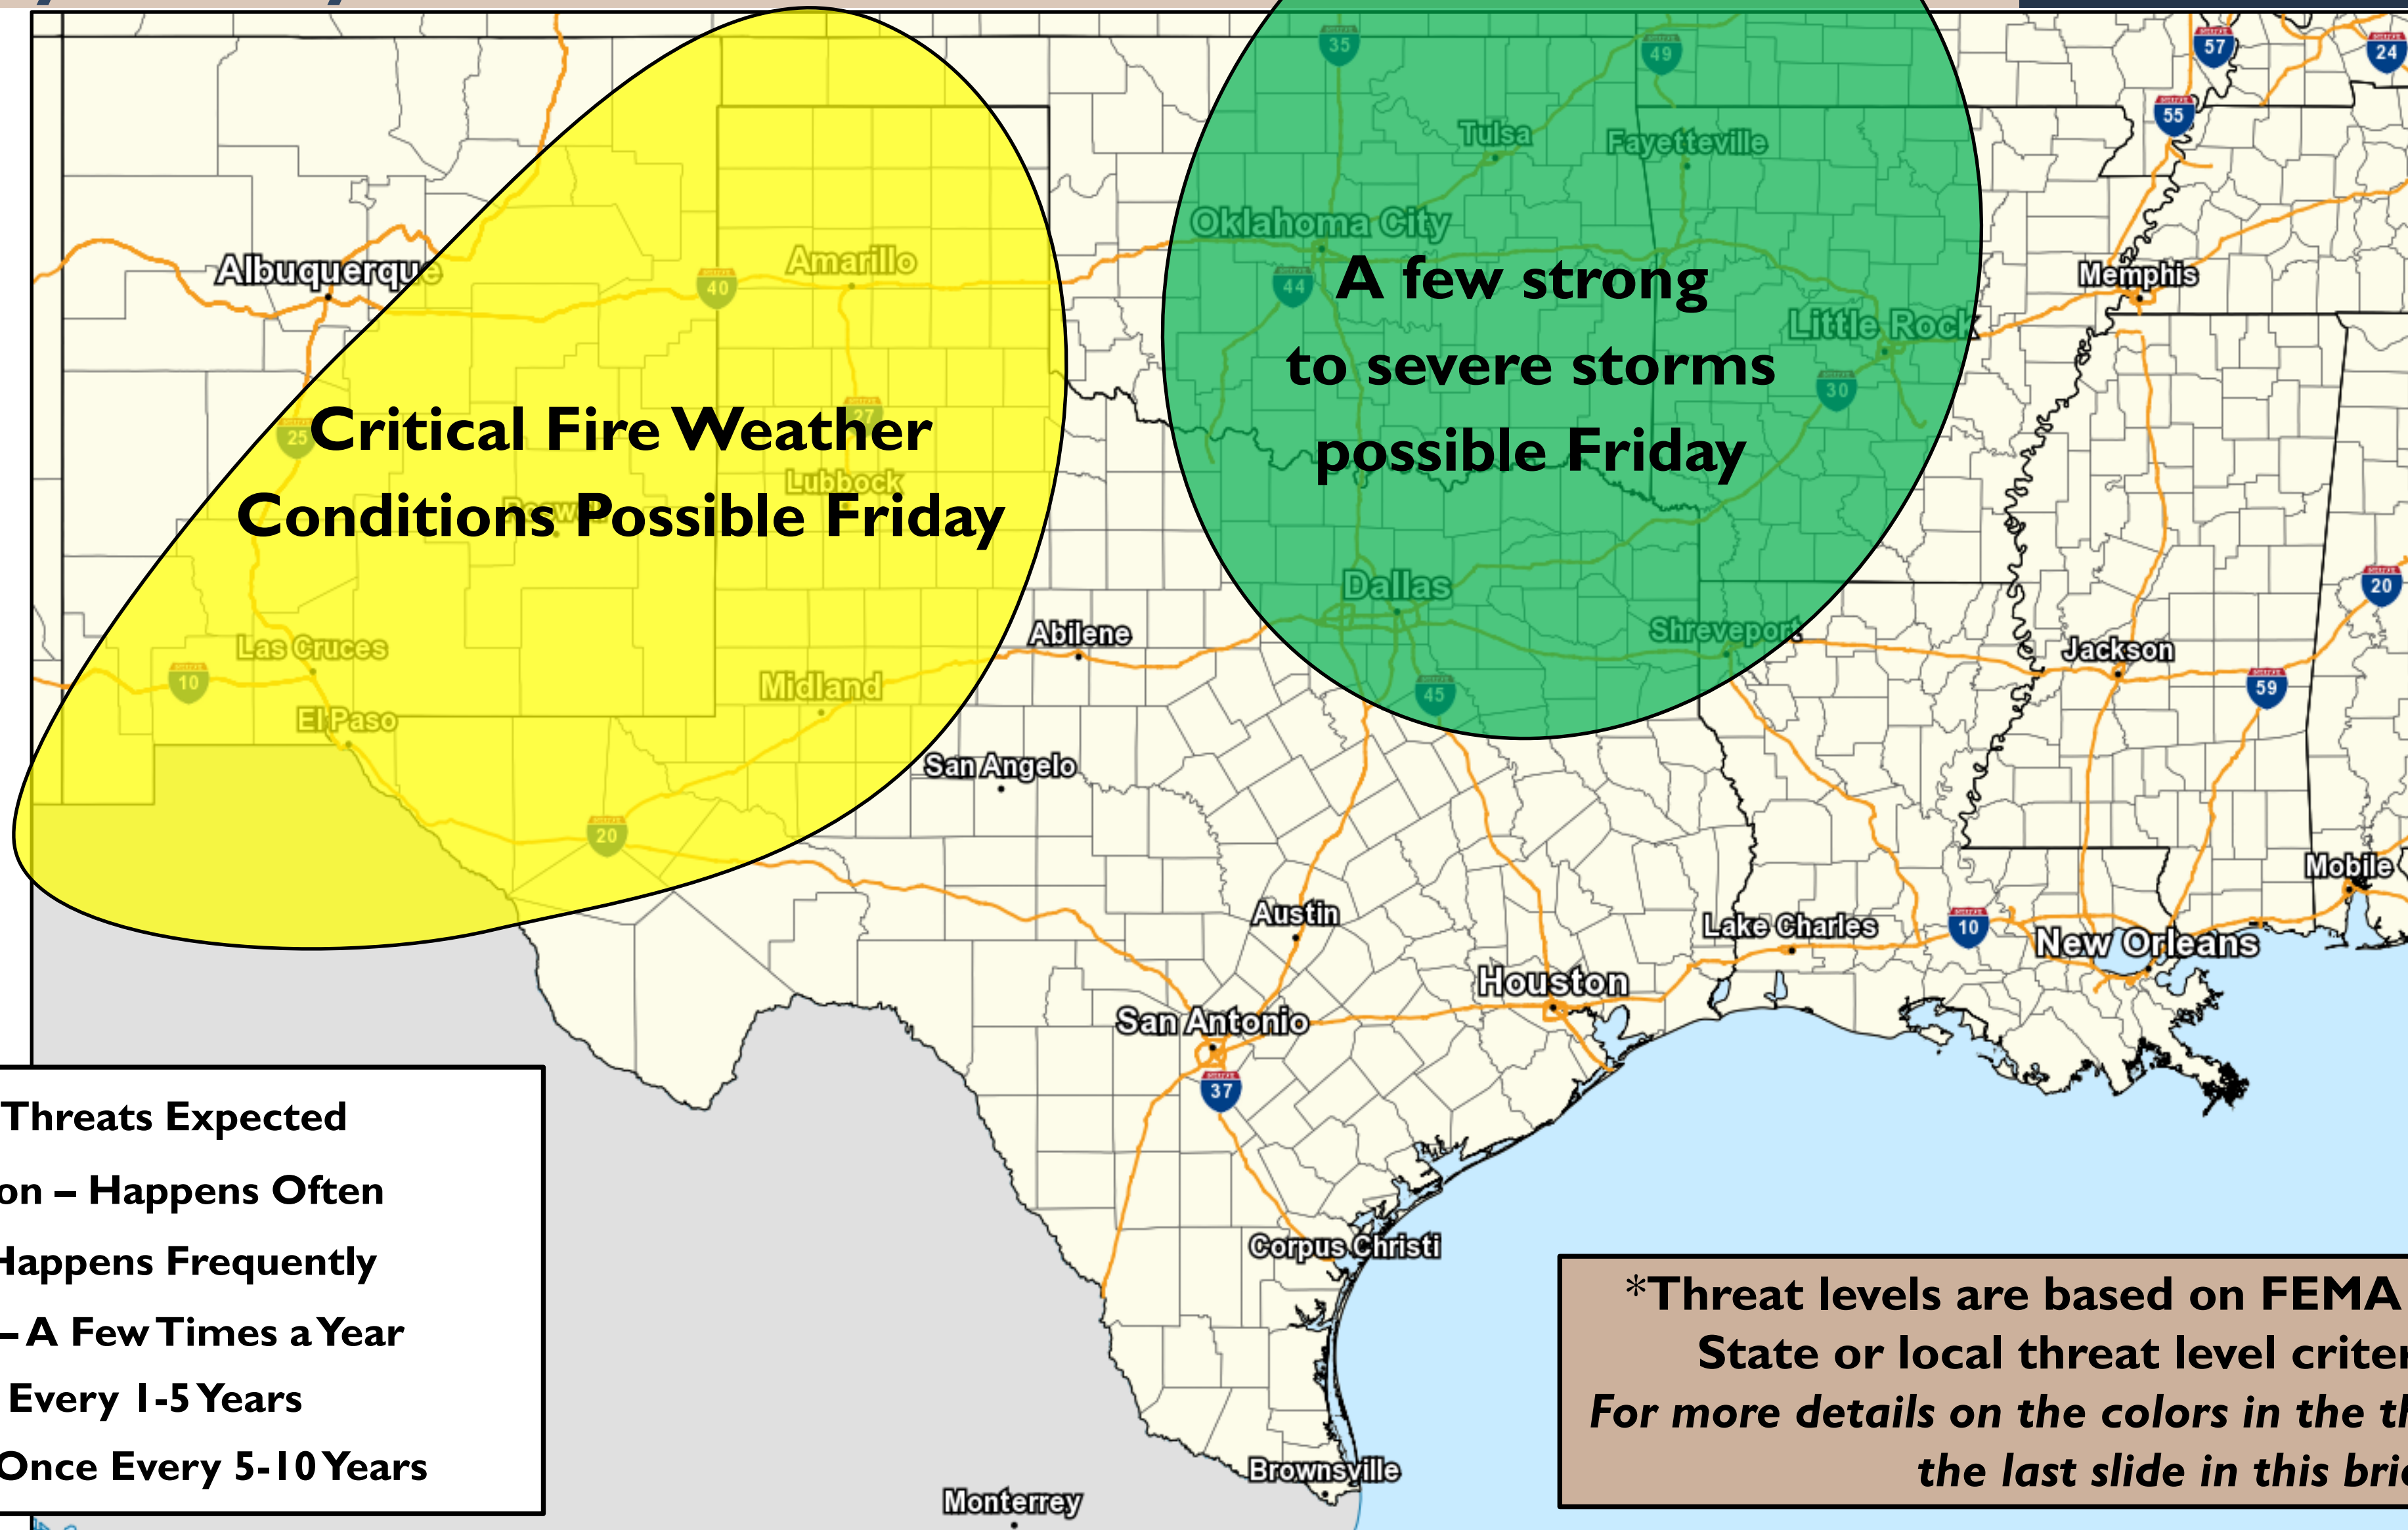 35
49
57
24
55
Tulsa
Fayetteville
Oklahoma City
Albuquerque
Amarillo
40
44
A few strong
to severe storms
possible Friday
Memphis
Little Rock
30
25
27
Critical Fire Weather
Conditions Possible Friday
Lubbock
Roswell
Dallas
20
Las Cruces
Abilene
Shreveport
Jackson
10
Midland
45
59
El Paso
San Angelo
20
Mobile
Austin
Lake Charles
10
New Orleans
Houston
San Antonio
37
Threats Expected
on – Happens Often
Happens Frequently
– A Few Times a Year
Every 1-5 Years
Once Every 5-10 Years
Corpus Christi
Brownsville
Monterrey
*Threat levels are based on FEMA
State or local threat level criter
For more details on the colors in the th
the last slide in this brie